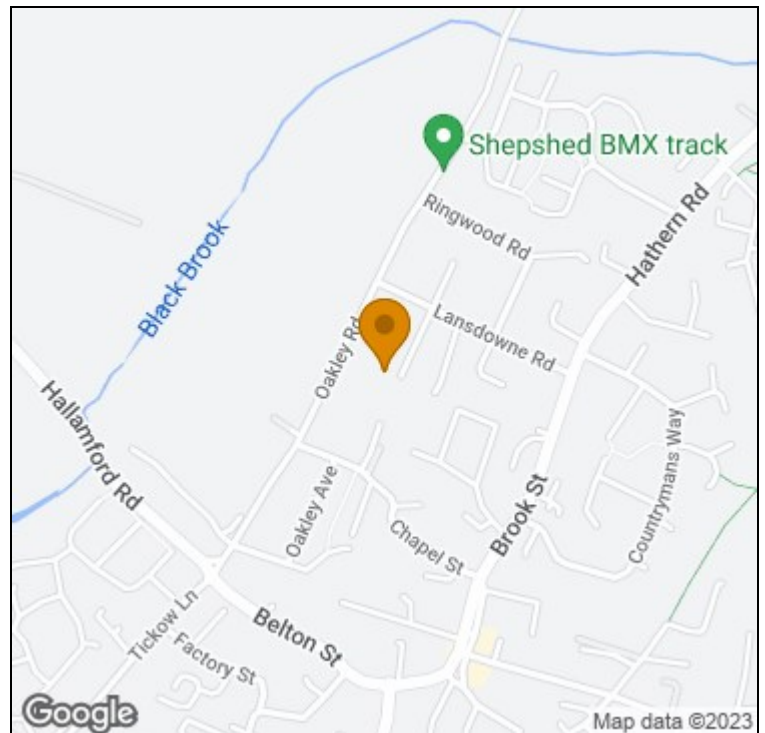 Shepshed BMX track
Ringwood Rd
Hathern Rd
Black Brook
Lansdowne Rd
Oakley Rd
Hallamford Rd
Countrymans Way
Oakley Ave
Brook St
Chapel St
Tickow Ln
Belton St
Factory St
Google
Map data ©2023